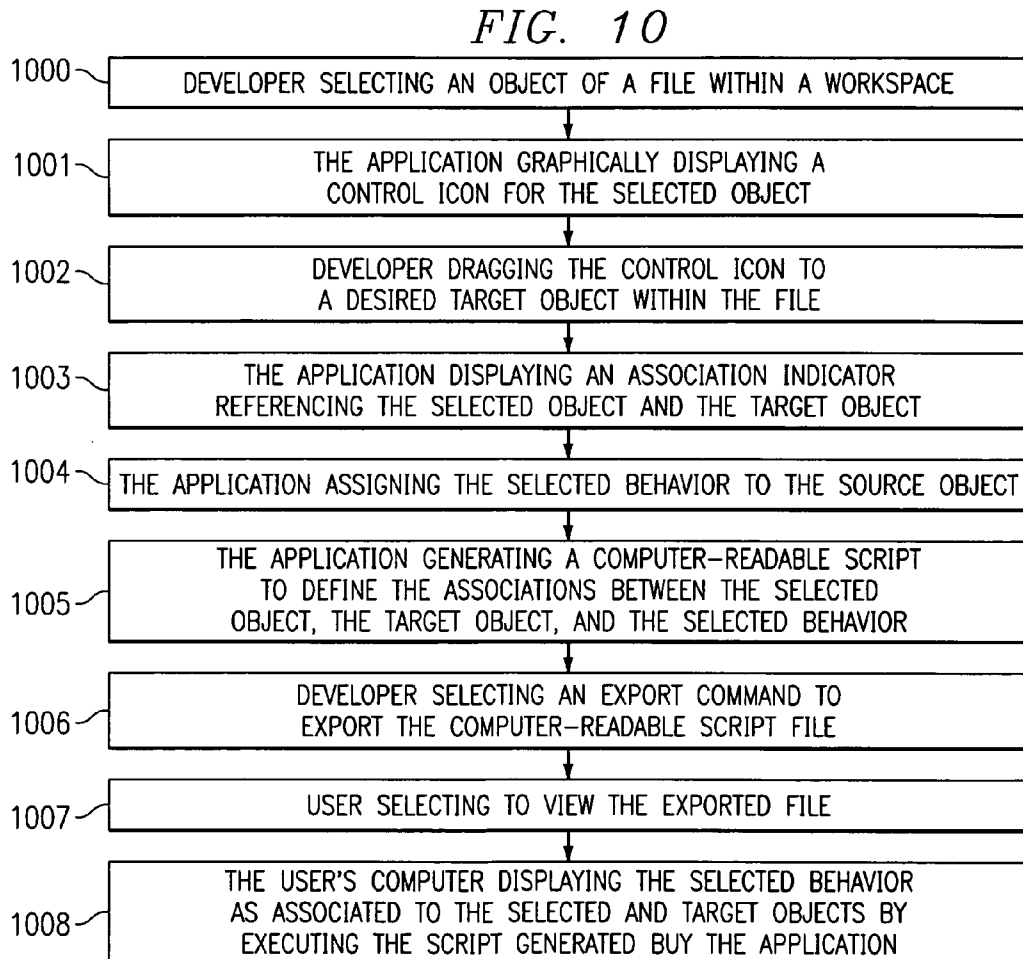 FIG. 10
1000
DEVELOPER SELECTING AN OBJECT OF A FILE WITHIN A WORKSPACE
1001
THE APPLICATION GRAPHICALLY DISPLAYING A
CONTROL ICON FOR THE SELECTED OBJECT
1002
DEVELOPER DRAGGING THE CONTROL ICON TO
A DESIRED TARGET OBJECT WITHIN THE FILE
1003
THE APPLICATION DISPLAYING AN ASSOCIATION INDICATOR
REFERENCING THE SELECTED OBJECT AND THE TARGET OBJECT
1004
THE APPLICATION ASSIGNING THE SELECTED BEHAVIOR TO THE SOURCE OBJECT
1005
THE APPLICATION GENERATING A COMPUTER-READABLE SCRIPT
TO DEFINE THE ASSOCIATIONS BETWEEN THE SELECTED
OBJECT, THE TARGET OBJECT, AND THE SELECTED BEHAVIOR
1006
DEVELOPER SELECTING AN EXPORT COMMAND TO
EXPORT THE COMPUTER-READABLE SCRIPT FILE
1007
USER SELECTING TO VIEW THE EXPORTED FILE
1008
THE USER'S COMPUTER DISPLAYING THE SELECTED BEHAVIOR
AS ASSOCIATED TO THE SELECTED AND TARGET OBJECTS BY
EXECUTING THE SCRIPT GENERATED BUY THE APPLICATION